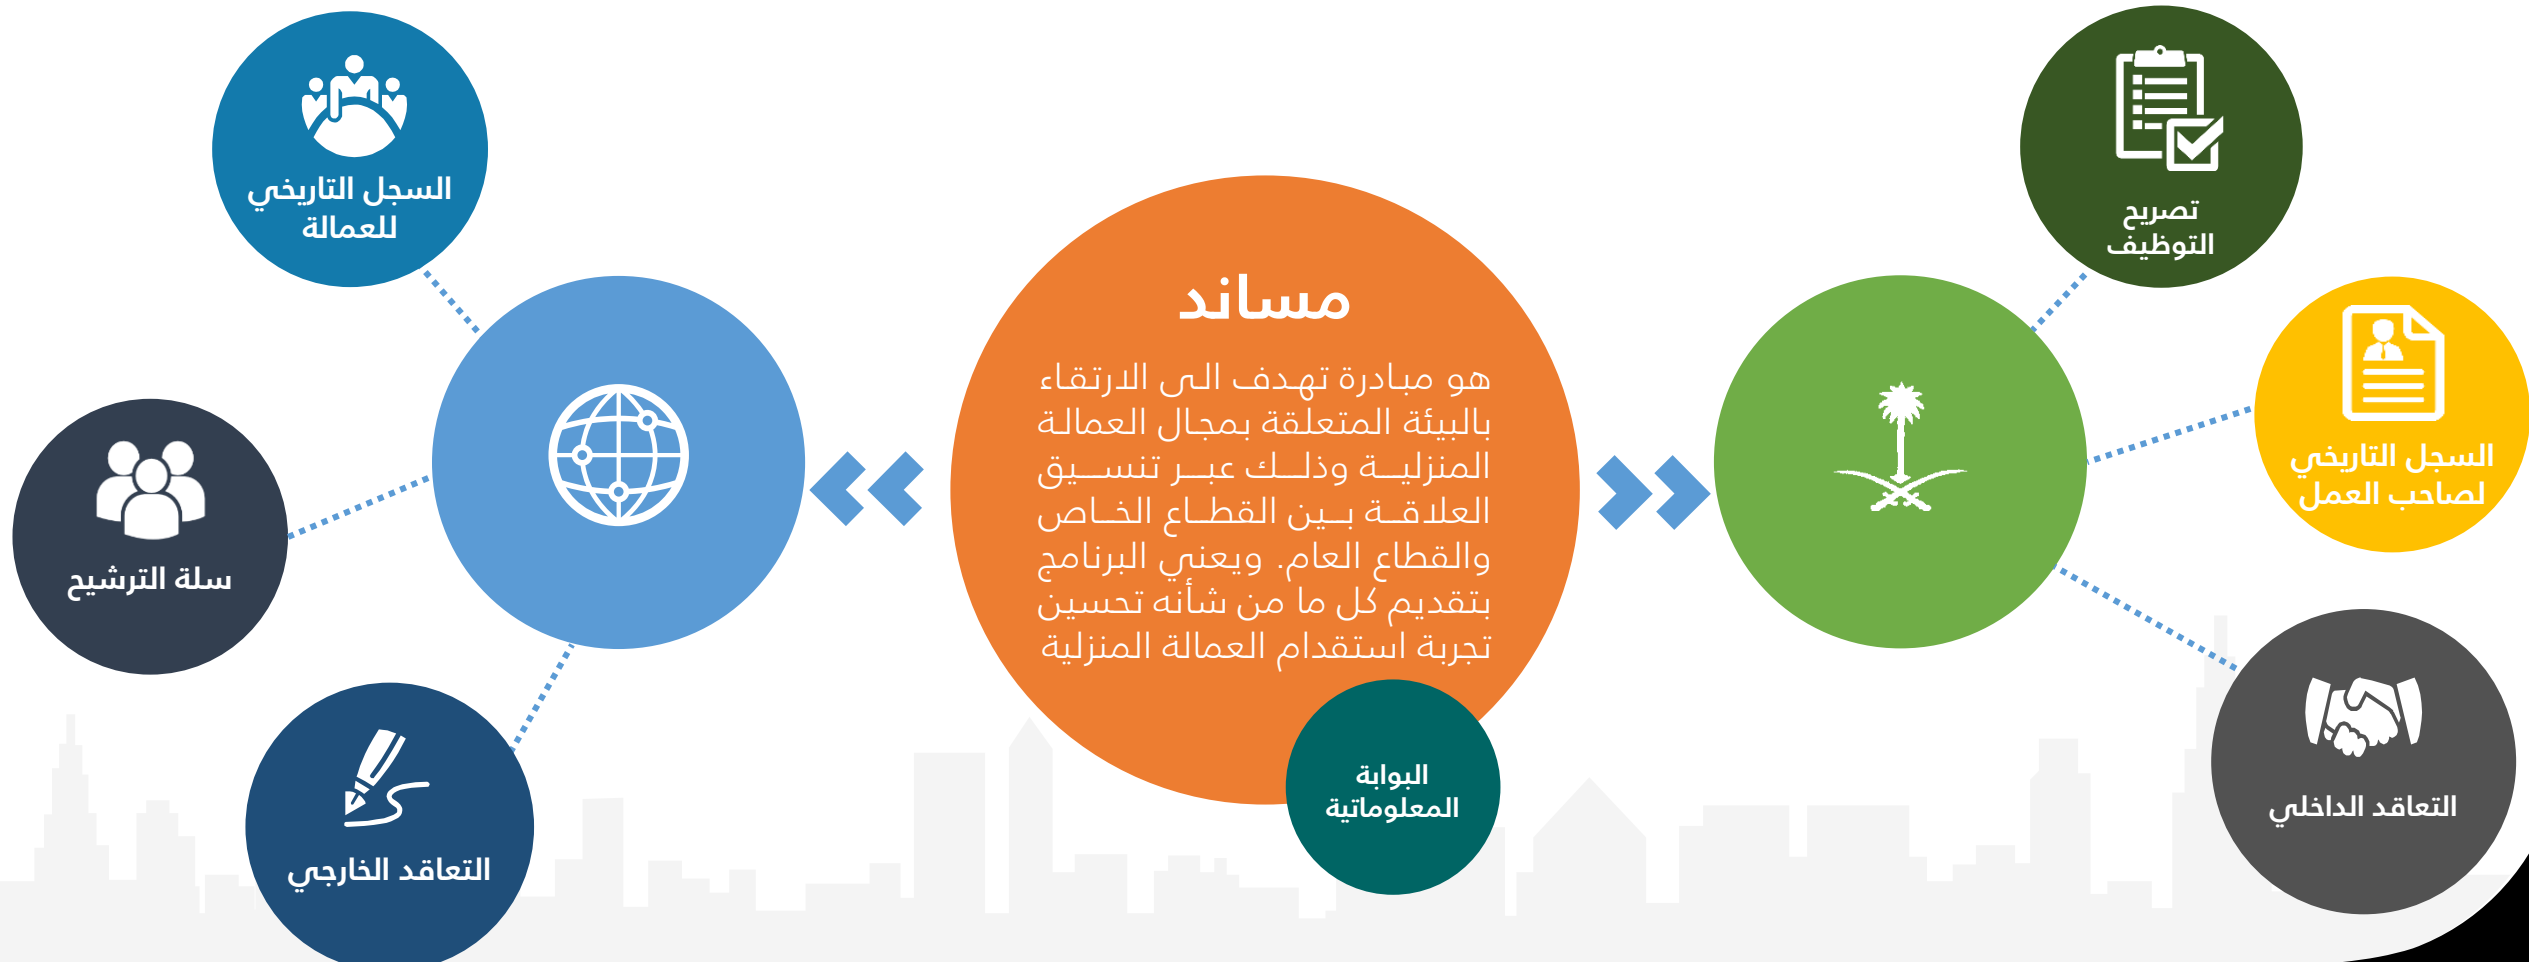 تصريح
التوظيف
السجل التاريخي
لصاحب العمل
التعاقد الداخلي
مساند
هو مبادرة تهدف الى الارتقاء
بالبيئة المتعلقة بمجال العمالة
المنزلية وذلك عبر تنسيق
العلاقة بين القطاع الخاص
والقطاع العام. ويعني البرنامج
بتقديم كل ما من شأنه تحسين
تجربة استقدام العمالة المنزلية
البوابة
المعلوماتية
السجل التاريخي
للعمالة
سلة الترشيح
التعاقد الخارجي